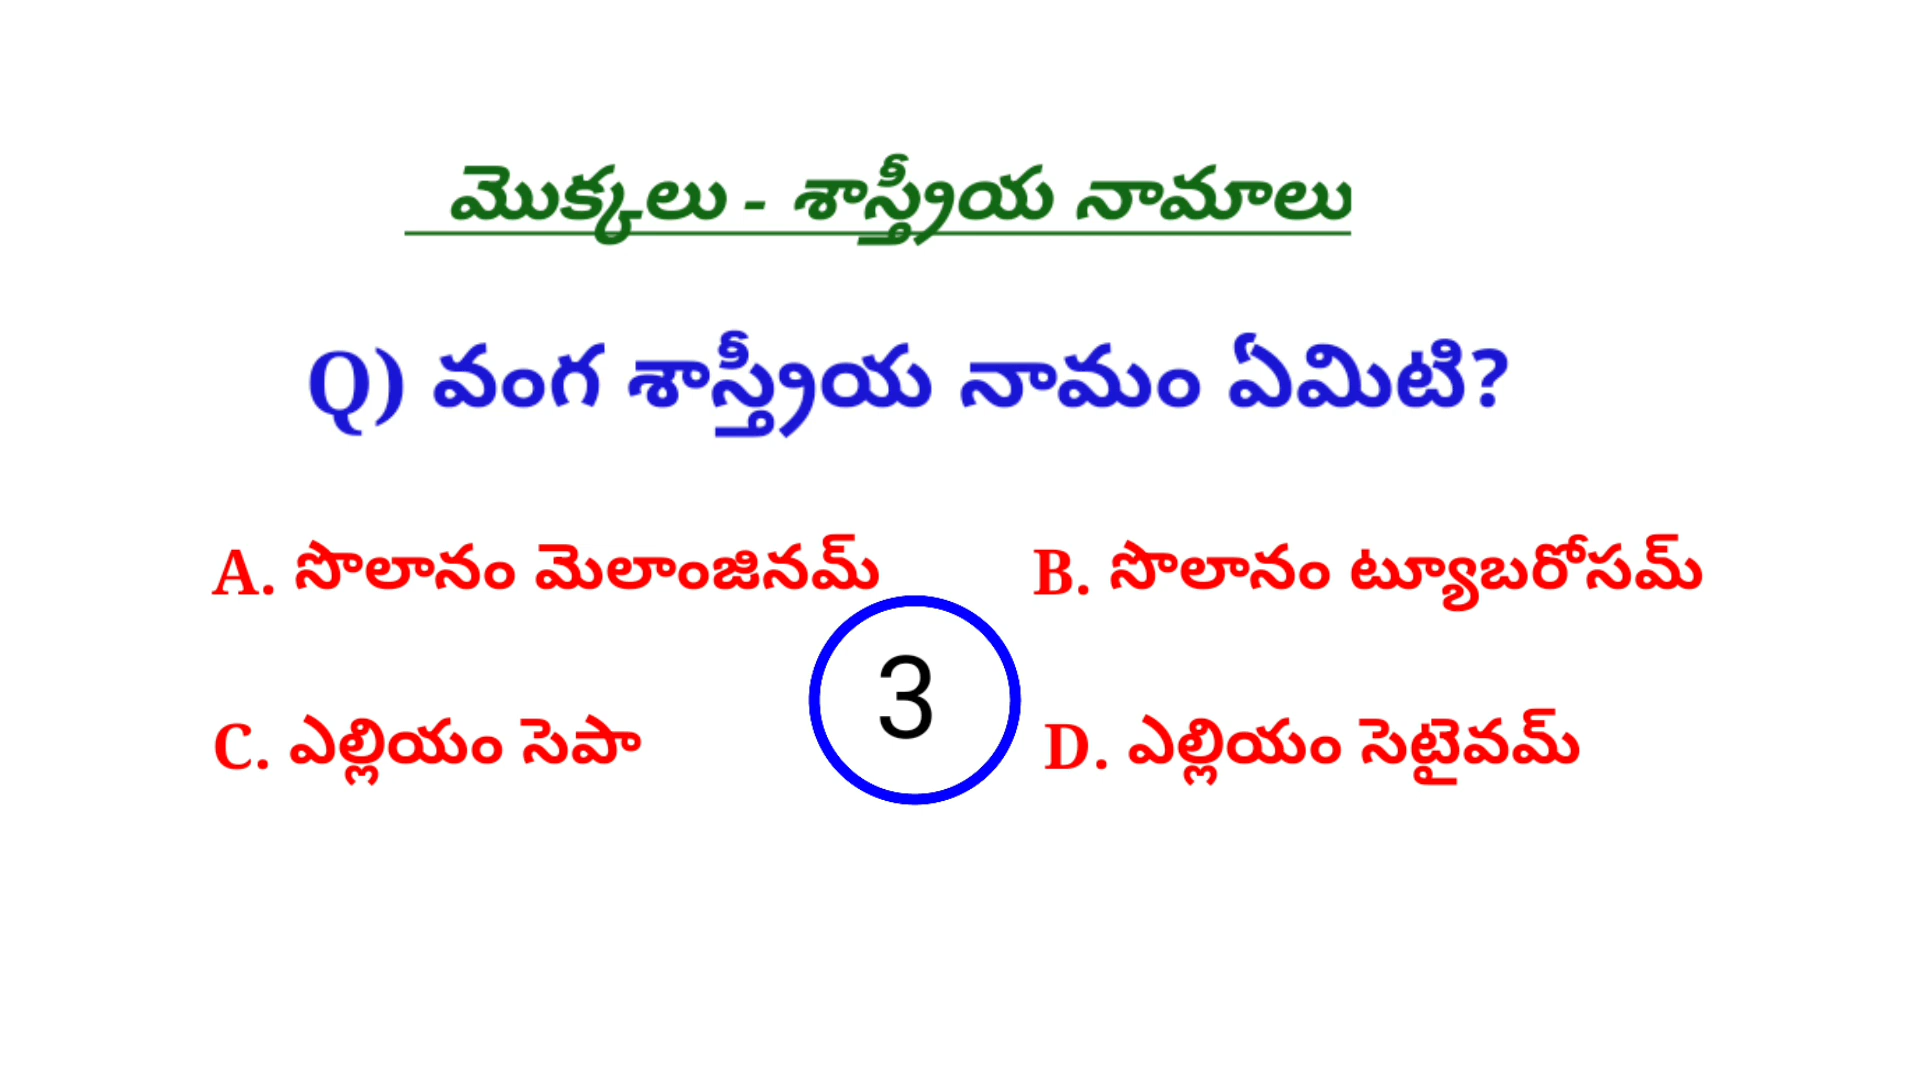 మొక్కలు - శాస్త్రీయ నామాలు
Q) వంగ శాస్త్రీయ నామం ఏమిటి?
A. సొలానం మెలాంజినమ్ B. సొలానం ట్యూబరోసమ్
3
C. ఎల్లియం సెపా D. ఎల్లియం సెటైవమ్